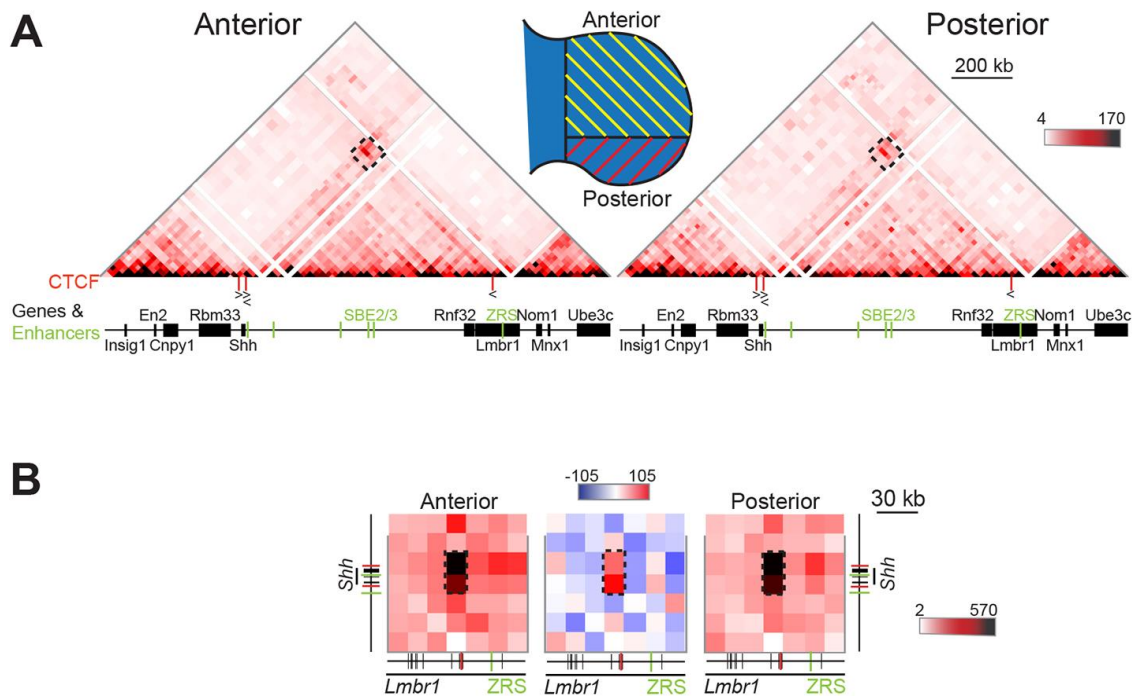 A
Anterior
Anterior
Posterior
200 kb
4 170
Posterior
CTCF
>> <
<
>> <
<
Genes &
Enhancers
En2 Rbm33 SBE2/3 Rnf32 ZRS Nom1 Ube3c
Insig1 Cnpy1 Shh Lmbr1 Mnx1
En2 Rbm33 SBE2/3 Rnf32 ZRS Nom1 Ube3c
Insig1 Cnpy1 Shh Lmbr1 Mnx1
B
Anterior
-105 105
Posterior
30 kb
Shh
Shh
2 570
Lmbr1 ZRS
Lmbr1 ZRS